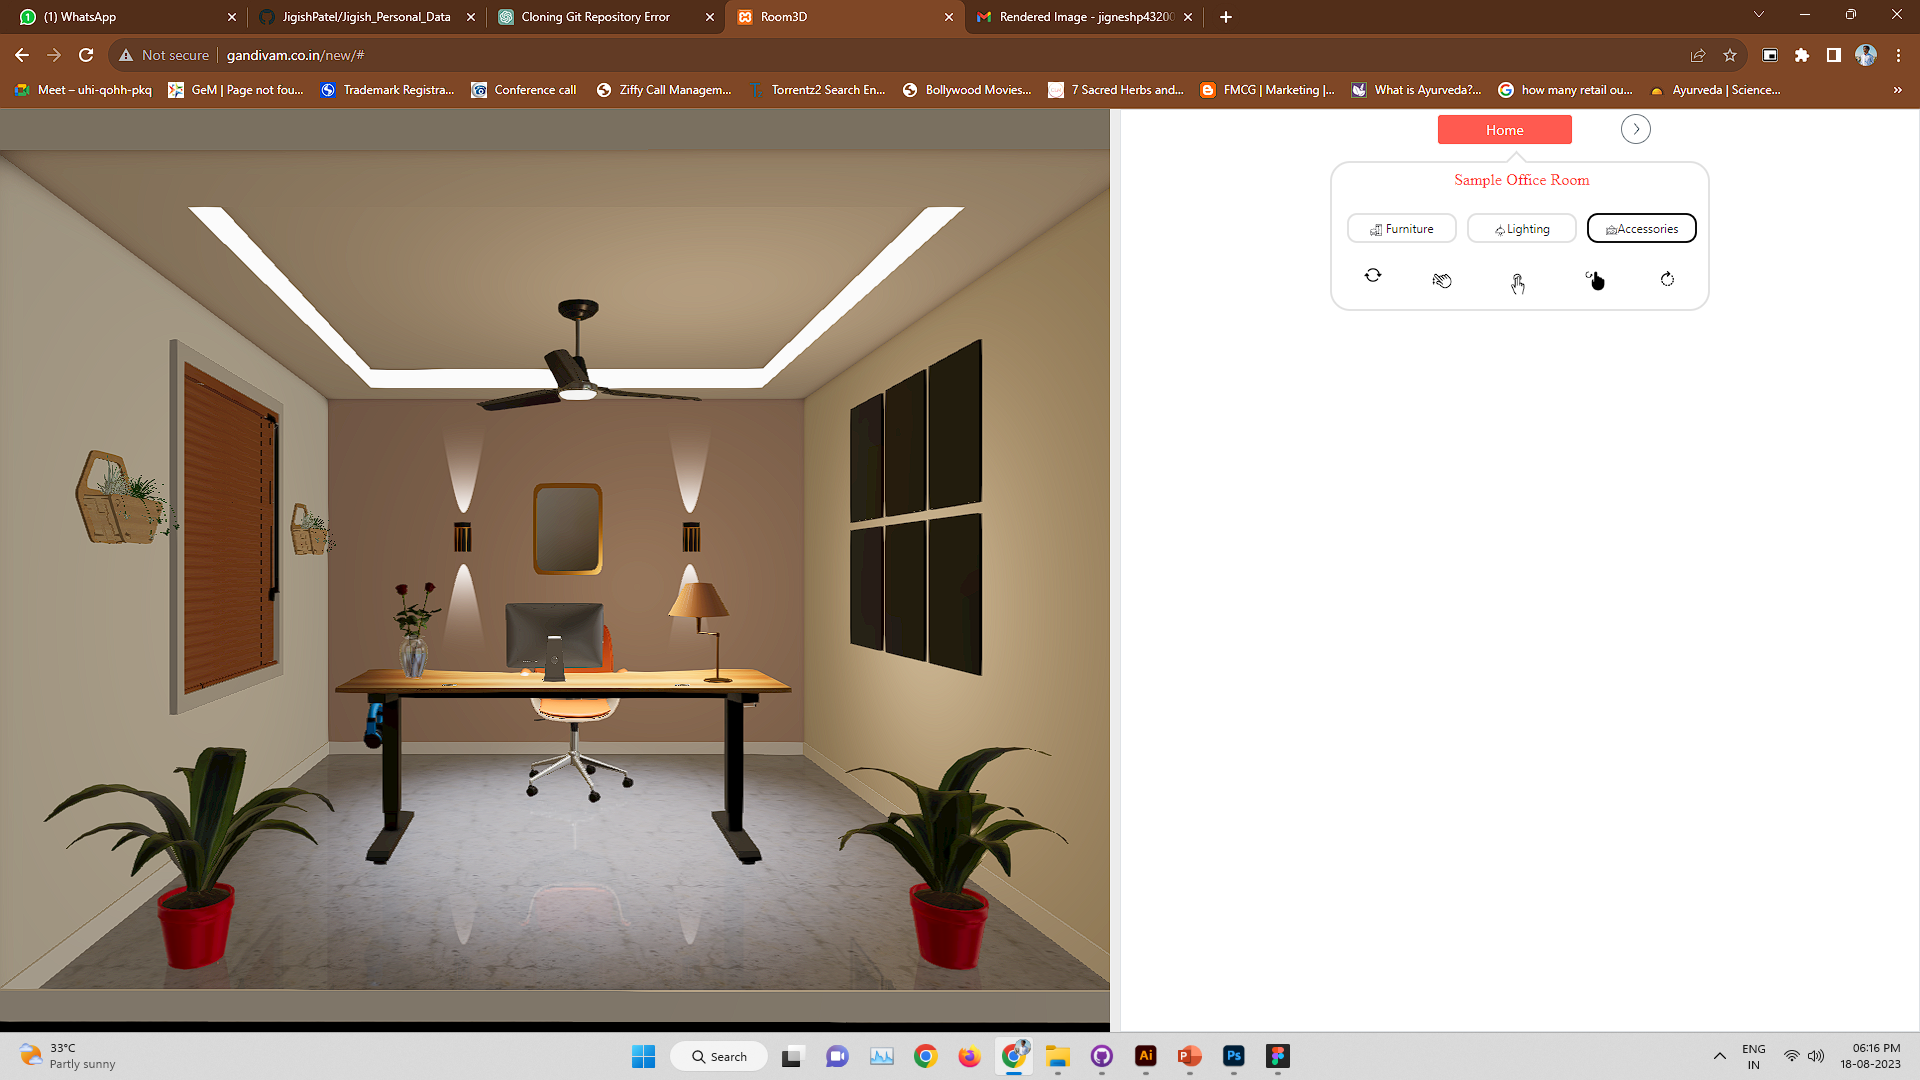 (1) WhatsApp
JigishPatel/Jigish_Personal_Data
Cloning Git Repository Error
Room3D
Rendered Image - jigneshp4320
Not secure
gandivam.co.in/new/#
Meet – uhi-qohh-pkq
GeM | Page not fou...
Trademark Registra...
Conference call
Ziffy Call Managem...
Torrentz2 Search En...
Bollywood Movies...
7 Sacred Herbs and...
FMCG | Marketing |...
What is Ayurveda?...
how many retail ou...
Ayurveda | Science...
»
Home
Sample Office Room
Furniture
Lighting
Accessories
33°C
Partly sunny
Search
Ai
P
Ps
ENG
IN
06:16 PM
18-08-2023